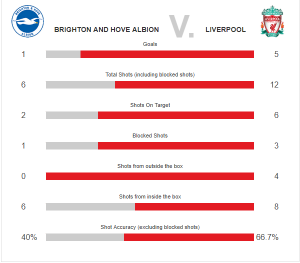 BRIGHTON AND HOVE ALBION V. LIVERPOOL
Goals
1 5
Total Shots (including blocked shots)
6 12
Shots On Target
2 6
Blocked Shots
1 3
Shots from outside the box
0 4
Shots from inside the box
6 8
Shot Accuracy (excluding blocked shots)
40% 66.7%